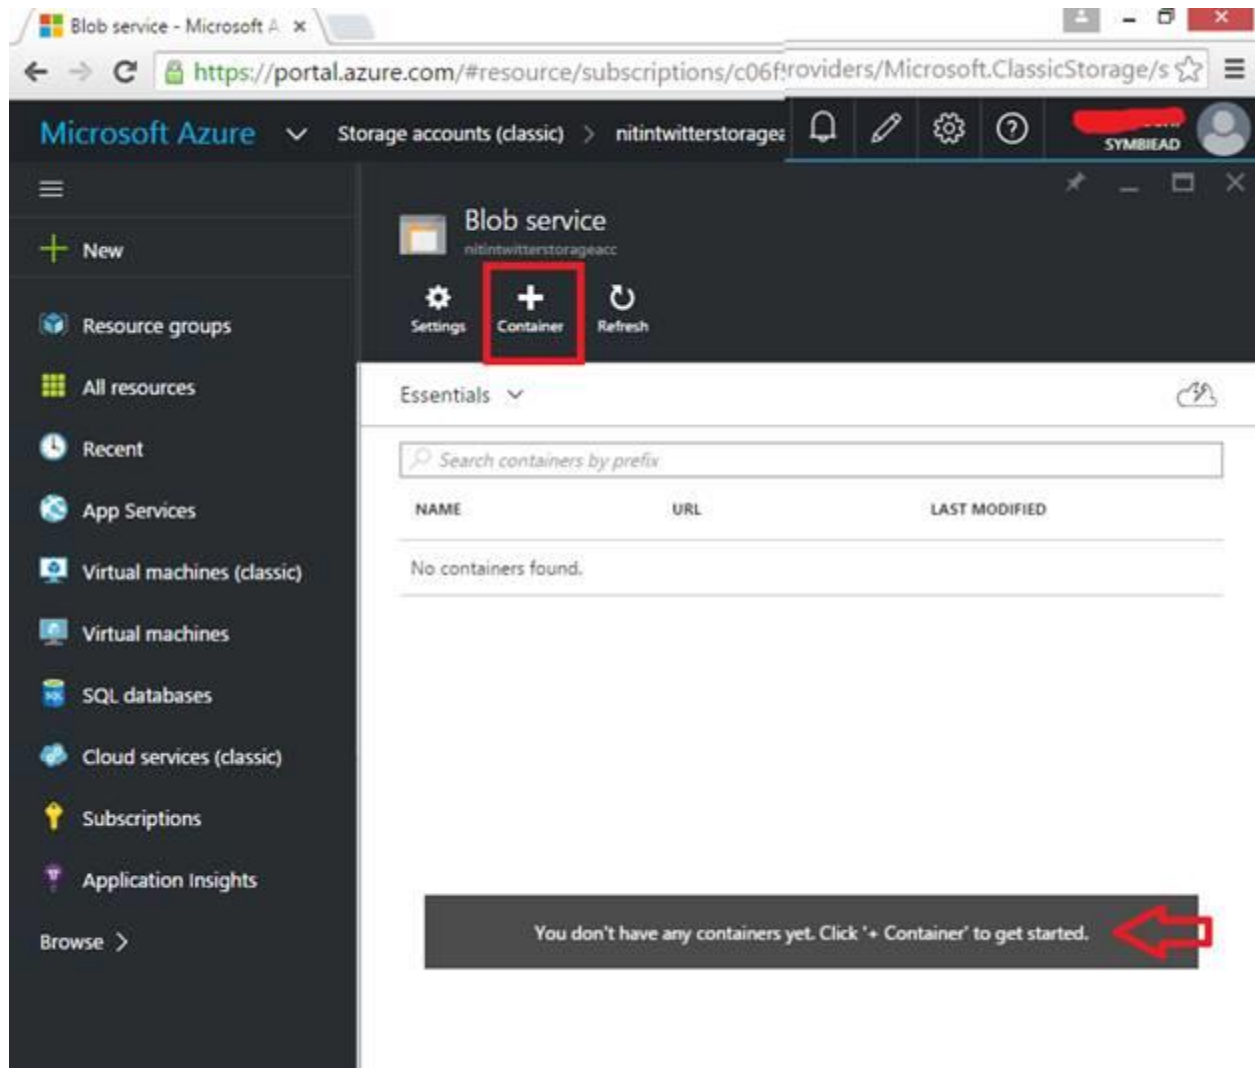 Blob service - Microsoft A
https://portal.azure.com/#resource/subscriptions/c06f
roviders/Microsoft.ClassicStorage/s
Microsoft Azure
Storage accounts (classic) > nitintwitterstoragea
SYMBIEAD
New
Resource groups
All resources
Recent
App Services
Virtual machines (classic)
Virtual machines
SQL databases
Cloud services (classic)
Subscriptions
Application Insights
Browse >
Blob service
nitintwitterstorageacc
Settings
Container
Refresh
Essentials
Search containers by prefix
NAME URL LAST MODIFIED
No containers found.
You don't have any containers yet. Click '+ Container' to get started.